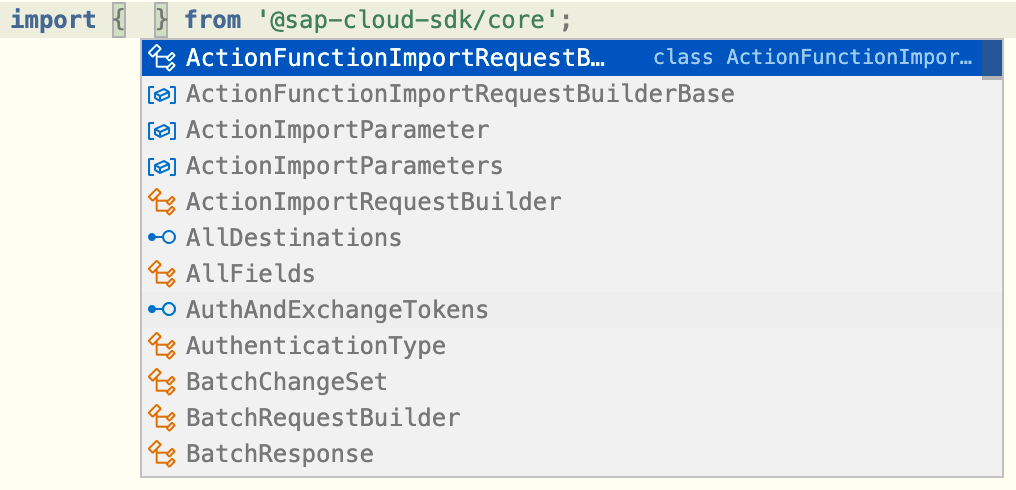 import {  } from '@sap-cloud-sdk/core';
ActionFunctionImportRequestB… class ActionFunctionImpor…
ActionFunctionImportRequestBuilderBase
ActionImportParameter
ActionImportParameters
ActionImportRequestBuilder
AllDestinations
AllFields
AuthAndExchangeTokens
AuthenticationType
BatchChangeSet
BatchRequestBuilder
BatchResponse